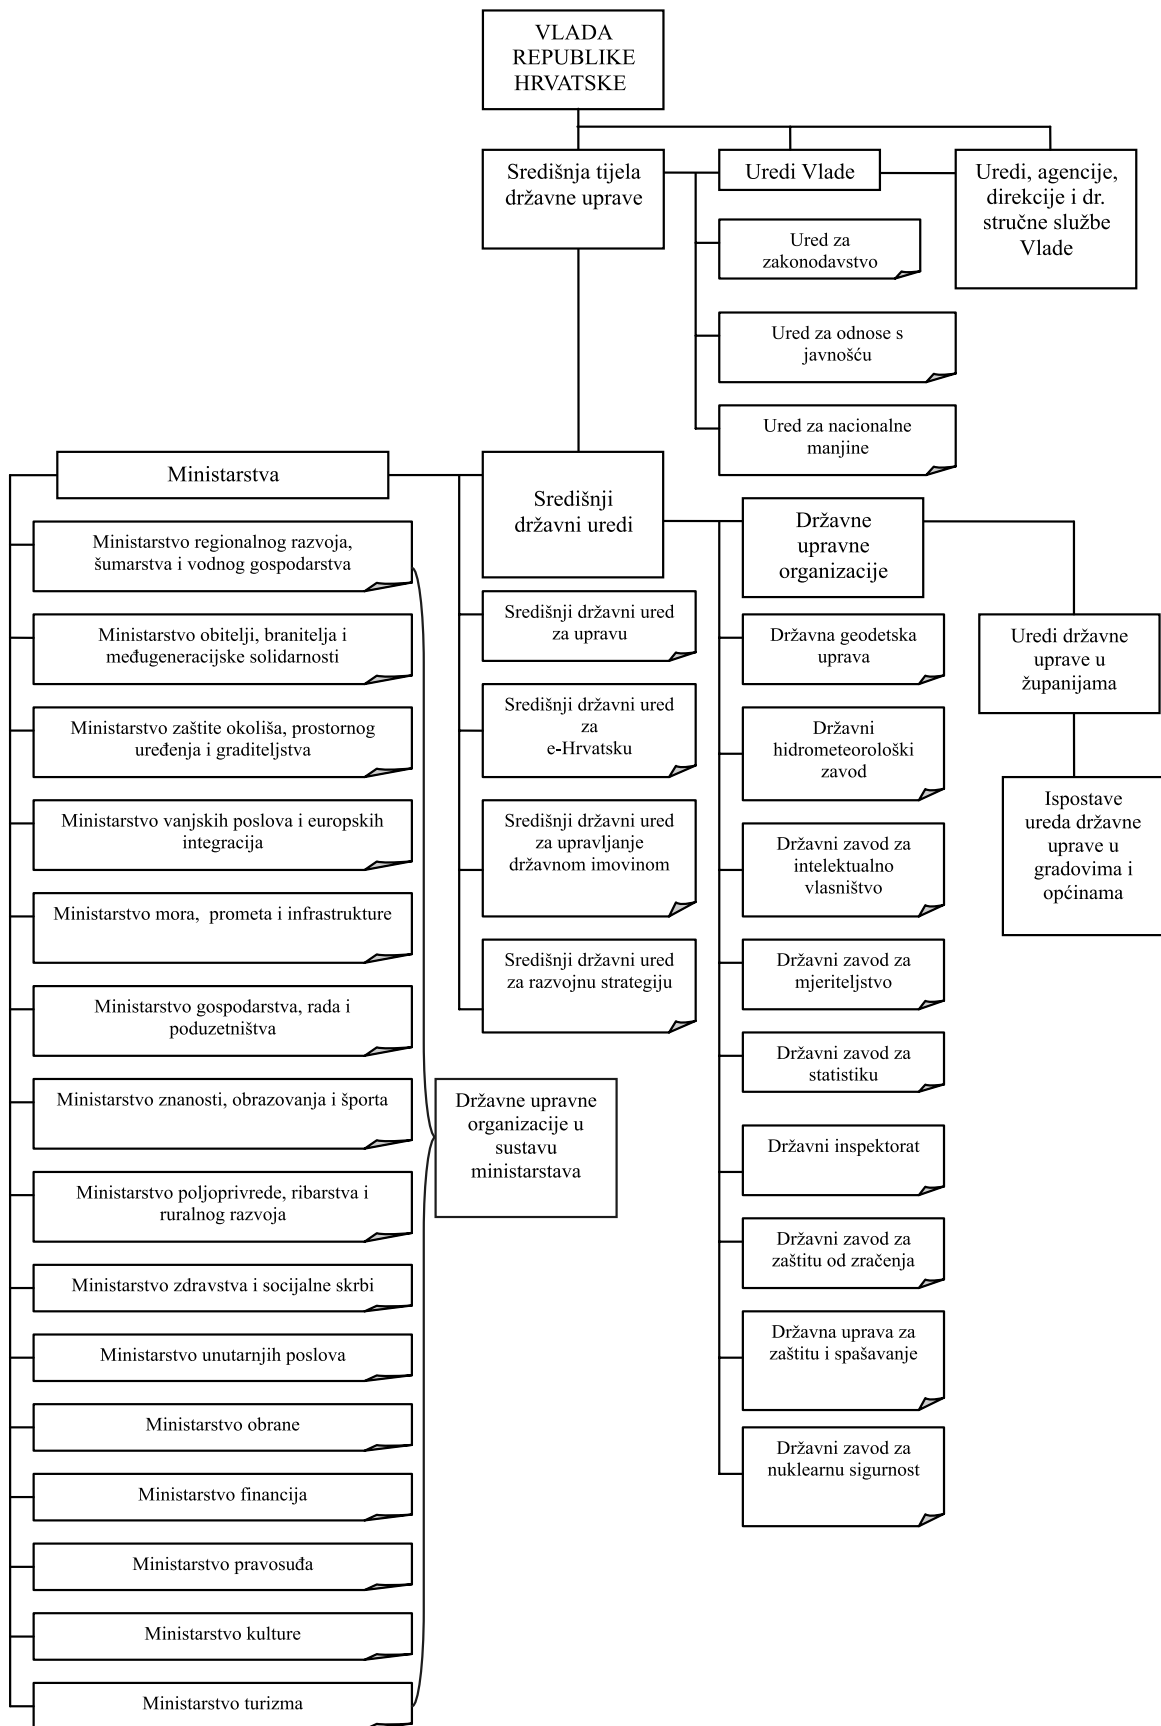 VLADA
REPUBLIKE
HRVATSKE
Središnja tijela
državne uprave
Uredi Vlade
Uredi, agencije,
direkcije i dr.
stručne službe
Vlade
Ured za
zakonodavstvo
Ured za odnose s
javnošću
Ured za nacionalne
manjine
Ministarstva
Ministarstvo regionalnog razvoja,
šumarstva i vodnog gospodarstva
Ministarstvo obitelji, branitelja i
međugeneracijske solidarnosti
Ministarstvo zaštite okoliša, prostornog
uređenja i graditeljstva
Ministarstvo vanjskih poslova i europskih
integracija
Ministarstvo mora,  prometa i infrastrukture
Ministarstvo gospodarstva, rada i
poduzetništva
Ministarstvo znanosti, obrazovanja i športa
Ministarstvo poljoprivrede, ribarstva i
ruralnog razvoja
Ministarstvo zdravstva i socijalne skrbi
Ministarstvo unutarnjih poslova
Ministarstvo obrane
Ministarstvo financija
Ministarstvo pravosuđa
Ministarstvo kulture
Ministarstvo turizma
Državne upravne
organizacije u
sustavu
ministarstava
Središnji
državni uredi
Središnji državni ured
za upravu
Središnji državni ured
za
e-Hrvatsku
Središnji državni ured
za upravljanje
državnom imovinom
Središnji državni ured
za razvojnu strategiju
Državne
upravne
organizacije
Državna geodetska
uprava
Državni
hidrometeorološki
zavod
Državni zavod za
intelektualno
vlasništvo
Državni zavod za
mjeriteljstvo
Državni zavod za
statistiku
Državni inspektorat
Državni zavod za
zaštitu od zračenja
Državna uprava za
zaštitu i spašavanje
Državni zavod za
nuklearnu sigurnost
Uredi državne
uprave u
županijama
Ispostave
ureda državne
uprave u
gradovima i
općinama